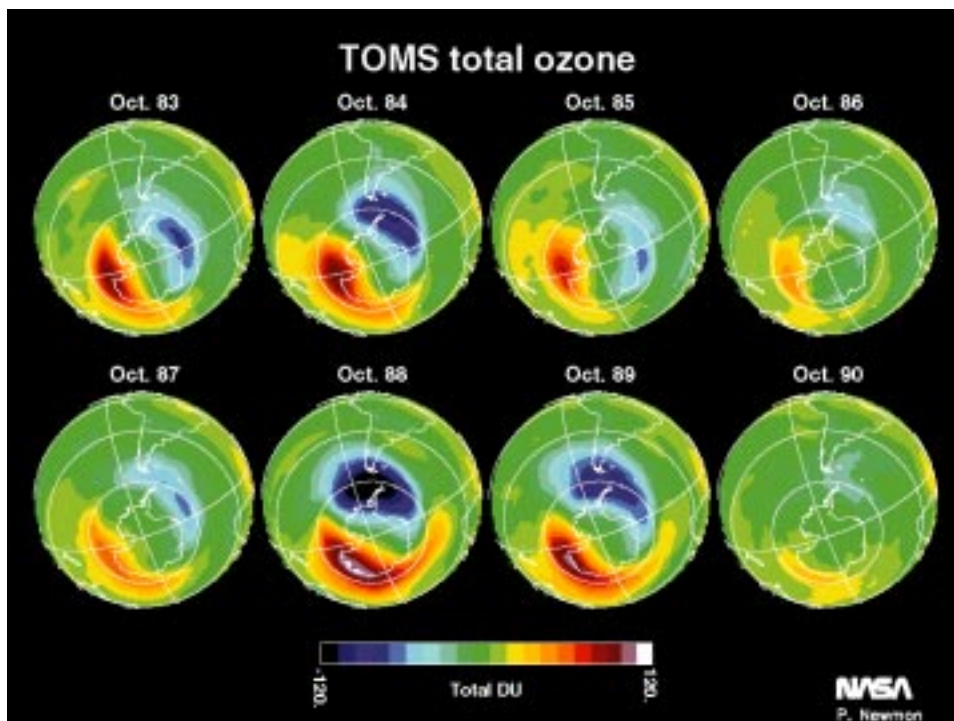 TOMS total ozone
Oct. 83 Oct. 84 Oct. 85 Oct. 86
Oct. 87 Oct. 88 Oct. 89 Oct. 90
-120. Total DU 120.
NASA
P. Newman